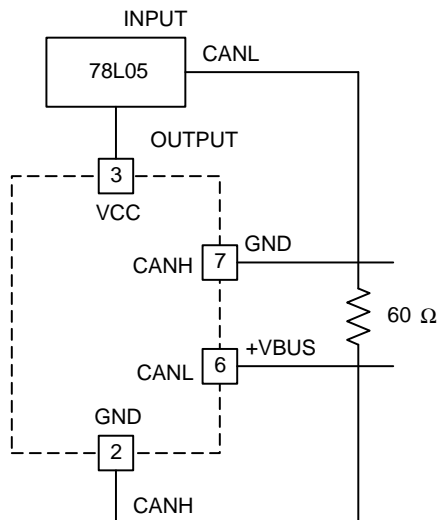 INPUT
78L05
CANL
OUTPUT
3
VCC
GND
CANH
7
60 Ω
+VBUS
CANL
6
GND
2
CANH